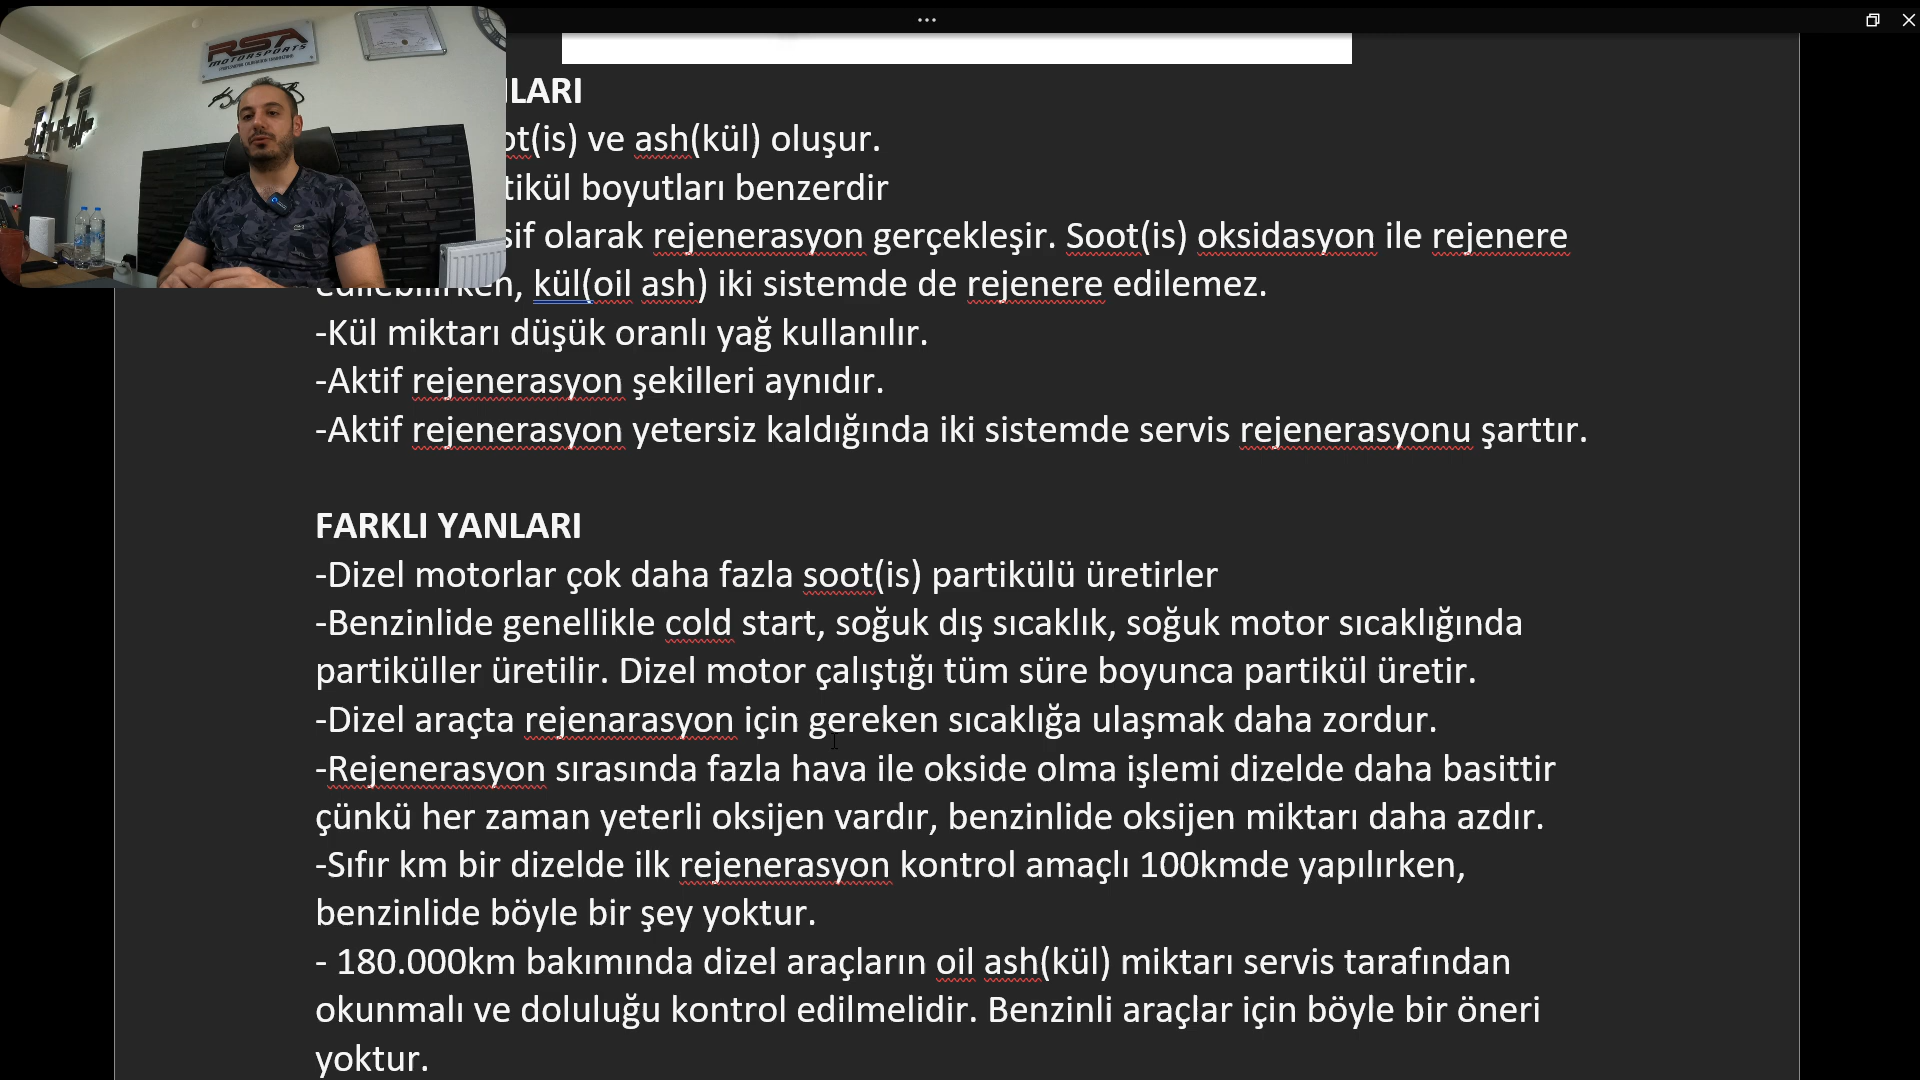 RSA
MOTORSPORTS
LARI
(is) ve ash(kül) oluşur.
boyutları benzerdir
olarak rejenerasyon gerçekleşir. Soot(is) oksidasyon ile rejenere
kül(oil ash) iki sistemde de rejenere edilemez.
-Kül miktarı düşük oranlı yağ kullanılır.
-Aktif rejenerasyon şekilleri aynıdır.
-Aktif rejenerasyon yetersiz kaldığında iki sistemde servis rejenerasyonu şarttır.
FARKLI YANLARI
-Dizel motorlar çok daha fazla soot(is) partikülü üretirler
-Benzinlide genellikle cold start, soğuk dış sıcaklık, soğuk motor sıcaklığında
partiküller üretilir. Dizel motor çalıştığı tüm süre boyunca partikül üretir.
-Dizel araçta rejenarasyon için gereken sıcaklığa ulaşmak daha zordur.
-Rejenerasyon sırasında fazla hava ile okside olma işlemi dizelde daha basittir
çünkü her zaman yeterli oksijen vardır, benzinlide oksijen miktarı daha azdır.
-Sıfır km bir dizelde ilk rejenerasyon kontrol amaçlı 100kmde yapılırken,
benzinlide böyle bir şey yoktur.
- 180.000km bakımında dizel araçların oil ash(kül) miktarı servis tarafından
okunmalı ve doluluğu kontrol edilmelidir. Benzinli araçlar için böyle bir öneri
yoktur.